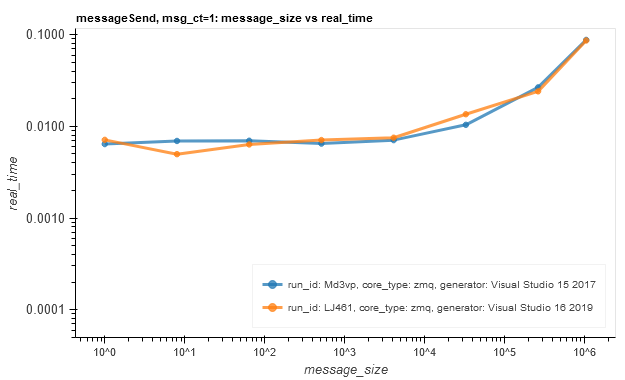 messageSend, msg_ct=1: message_size vs real_time
0.1000
0.0100
0.0010
0.0001
real_time
run_id: Md3vp, core_type: zmq, generator: Visual Studio 15 2017
run_id: LJ461, core_type: zmq, generator: Visual Studio 16 2019
10^0 10^1 10^2 10^3 10^4 10^5 10^6
message_size